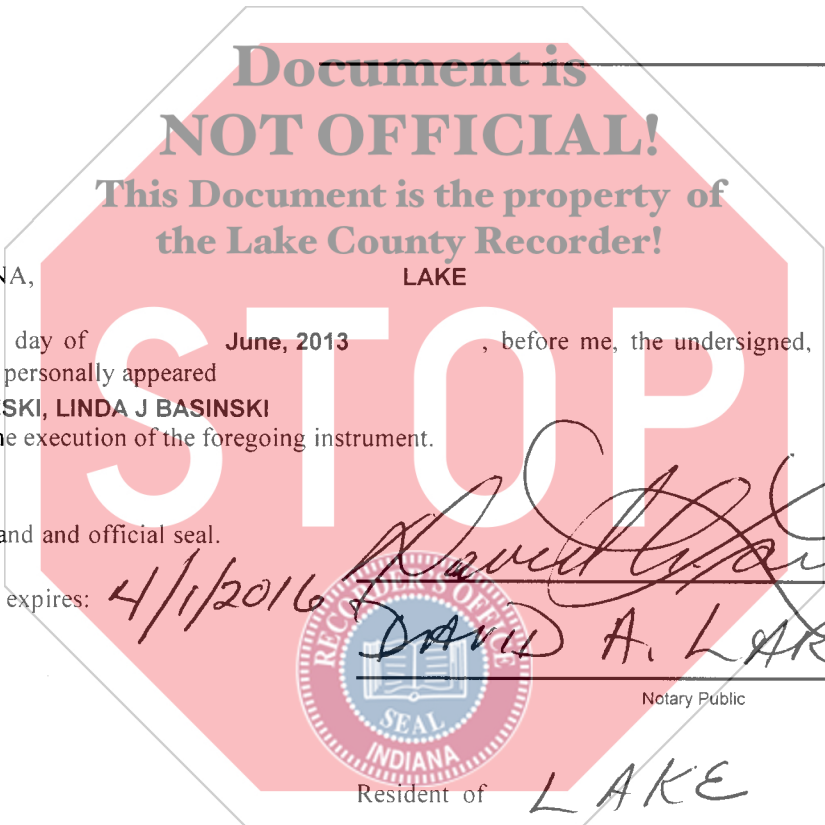 Document is
NOT OFFICIAL!
This Document is the property of
the Lake County Recorder!
NA, LAKE
day of June, 2013 , before me, the undersigned,
personally appeared
SKI, LINDA J BASINSKI
he execution of the foregoing instrument.
STOP
and and official seal.
expires: 4/1/2016
DAVID A. LAR
Notary Public
RECORDER'S OFFICE
SEAL
INDIANA
Resident of LAKE